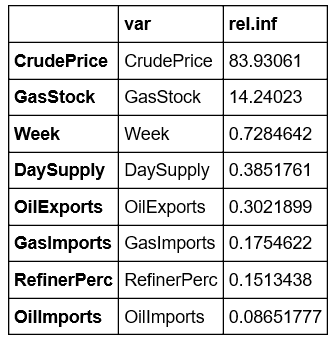 var rel.inf
CrudePrice CrudePrice 83.93061
GasStock GasStock 14.24023
Week Week 0.7284642
DaySupply DaySupply 0.3851761
OilExports OilExports 0.3021899
GasImports GasImports 0.1754622
RefinerPerc RefinerPerc 0.1513438
OilImports OilImports 0.08651777